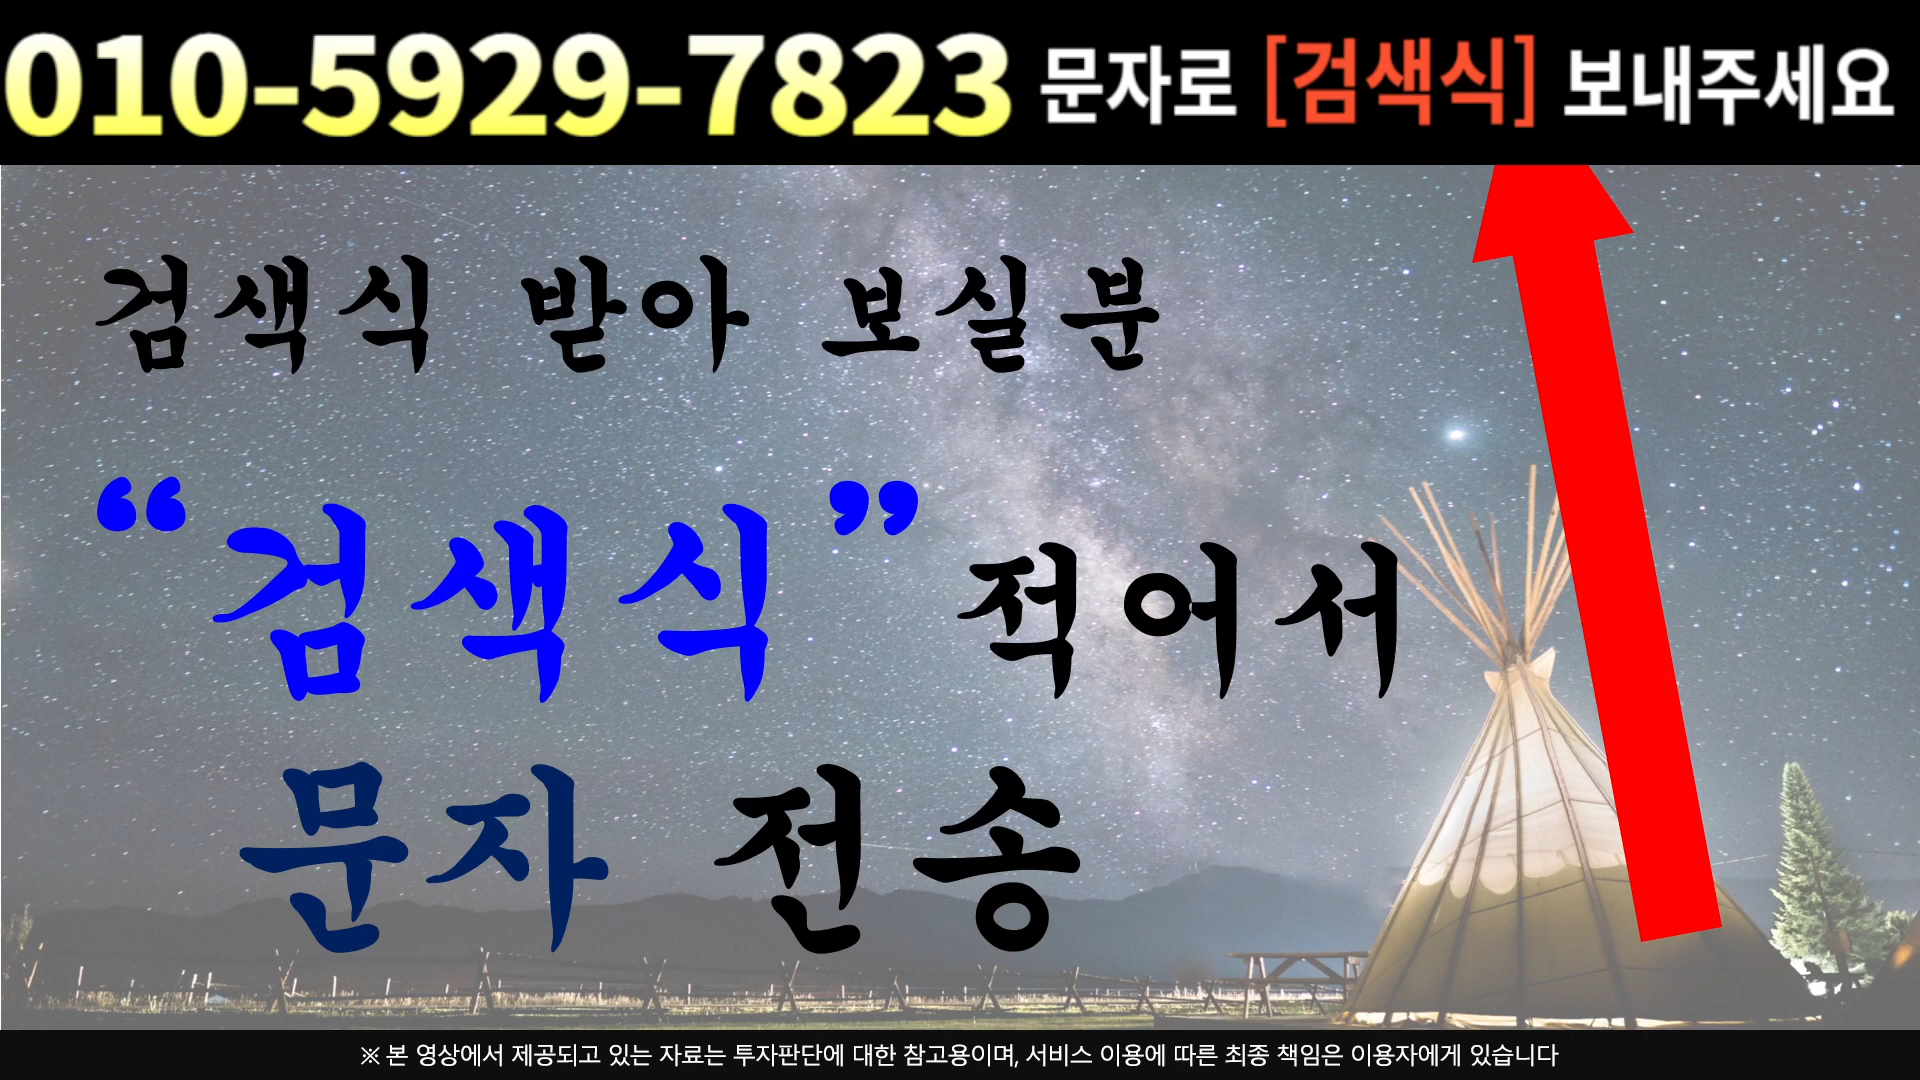 010-5929-7823 문자로 [검색식] 보내주세요
검색식 받아 보실분
“검색식” 적어서
문자 전송
※ 본 영상에서 제공되고 있는 자료는 투자판단에 대한 참고용이며, 서비스 이용에 따른 최종 책임은 이용자에게 있습니다